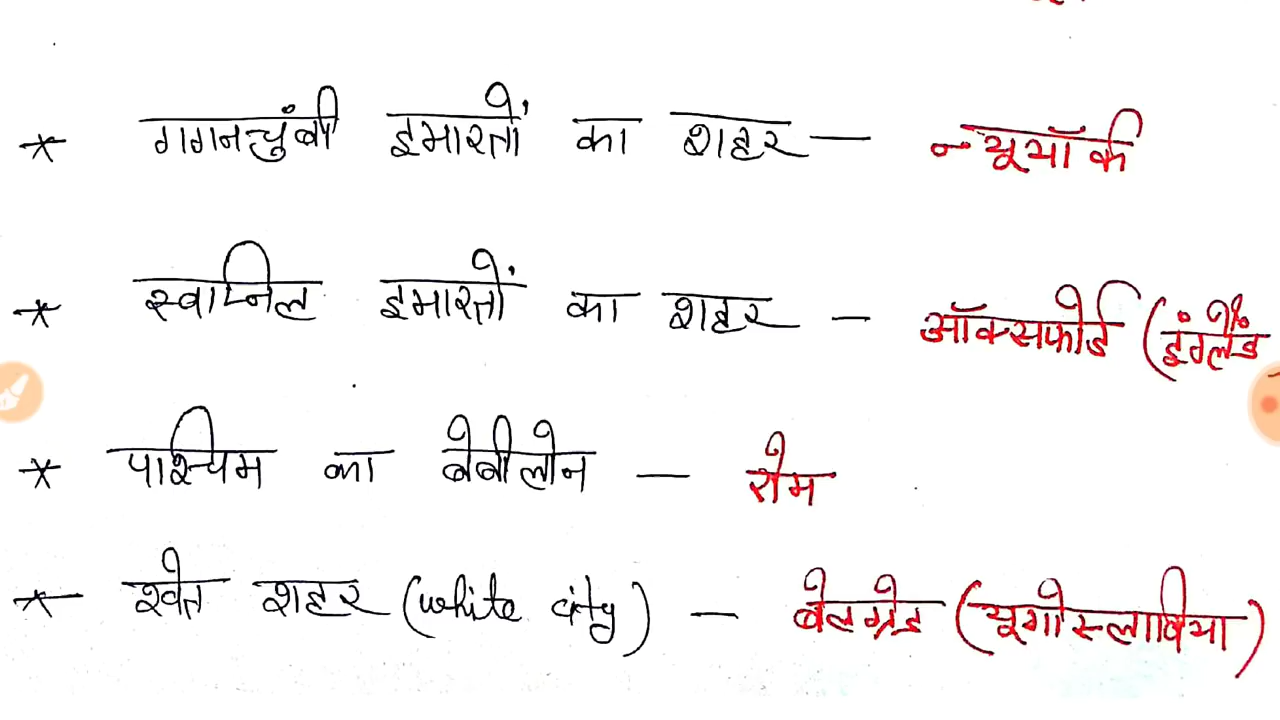 * गगनचुंबी इमारतों का शहर — न्यूयॉर्क
* स्वप्निल इमारतों का शहर — ऑक्सफोर्ड (इंग्लैंड
* पश्चिम का बेबीलोन — रोम
* श्वेत शहर (white city) — बेलग्रेड (यूगोस्लाविया)